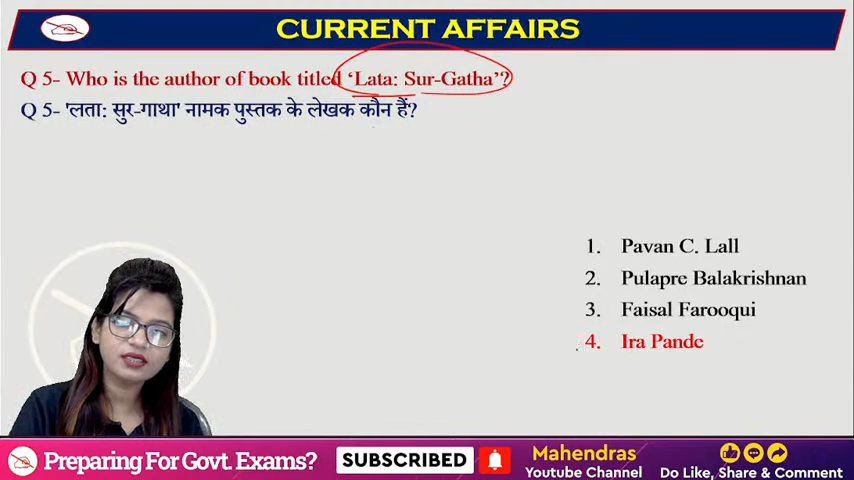 CURRENT AFFAIRS
Q 5- Who is the author of book titled ‘Lata: Sur-Gatha’?
Q 5- 'लता: सुर-गाथा' नामक पुस्तक के लेखक कौन हैं?
1. Pavan C. Lall
2. Pulapre Balakrishnan
3. Faisal Farooqui
4. Ira Pande
Preparing For Govt. Exams?
SUBSCRIBED
Mahendras
Youtube Channel
Do Like, Share & Comment